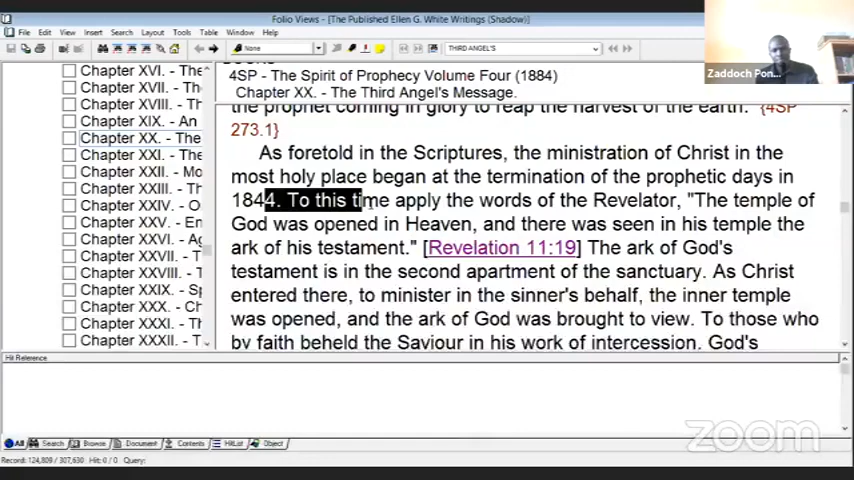 Folio Views - [The Published Ellen G. White Writings (Shadow)]
File Edit View Search Layout Tools Table Window Help
None
THIRD ANGEL'S
Zaddoch Pon...
Chapter XVI. - The
Chapter XVII. - The
Chapter XVIII. - Th
Chapter XIX. - An
Chapter XX. - The
Chapter XXI. - The
Chapter XXII. - Mo
Chapter XXIII. - Th
Chapter XXIV. - O
Chapter XXV. - En
Chapter XXVI. - Ag
Chapter XXVII. - T
Chapter XXVIII. - 
Chapter XXIX. - Sp
Chapter XXX. - Ch
Chapter XXXI. - Th
Chapter XXXII. - T
4SP - The Spirit of Prophecy Volume Four (1884)
Chapter XX. - The Third Angel's Message.
the prophet coming in glory to reap the harvest of the earth. {4SP
273.1}
As foretold in the Scriptures, the ministration of Christ in the
most holy place began at the termination of the prophetic days in
1844. To this time apply the words of the Revelator, "The temple of
God was opened in Heaven, and there was seen in his temple the
ark of his testament." [Revelation 11:19] The ark of God's
testament is in the second apartment of the sanctuary. As Christ
entered there, to minister in the sinner's behalf, the inner temple
was opened, and the ark of God was brought to view. To those who
by faith beheld the Saviour in his work of intercession, God's
Hit Reference
All Search Browse Document Contents HitList Object
Record: 124,809 / 307,630 Hit: 0 / 0 Query:
zoom